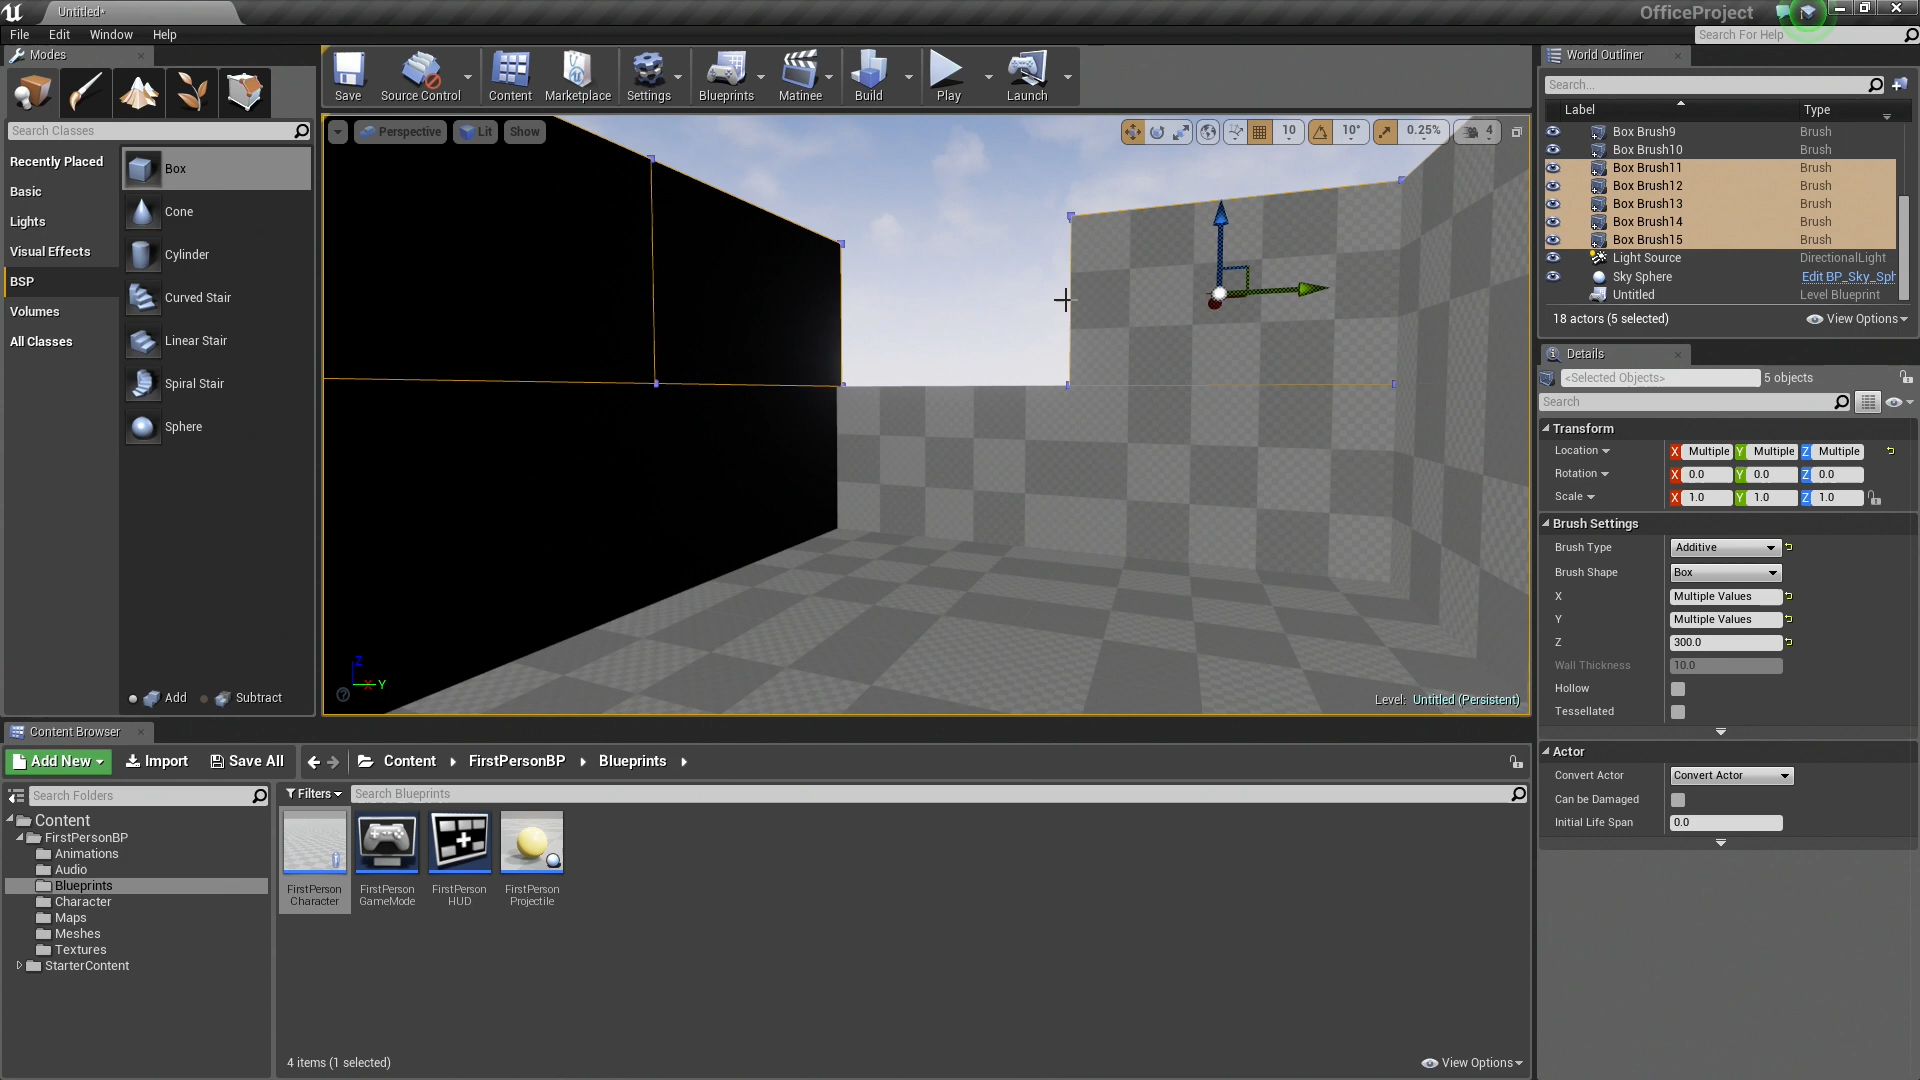 Untitled*
OfficeProject
File Edit Window Help
Search For Help
Modes
Save
Source Control
Content
Marketplace
Settings
Blueprints
Matinee
Build
Play
Launch
Search Classes
Recently Placed
Basic
Lights
Visual Effects
BSP
Volumes
All Classes
Box
Cone
Cylinder
Curved Stair
Linear Stair
Spiral Stair
Sphere
Add Subtract
Perspective Lit Show
10 10° 0.25% 4
Z
X Y
Level: Untitled (Persistent)
World Outliner
Search...
Label Type
Box Brush9 Brush
Box Brush10 Brush
Box Brush11 Brush
Box Brush12 Brush
Box Brush13 Brush
Box Brush14 Brush
Box Brush15 Brush
Light Source DirectionalLight
Sky Sphere Edit BP_Sky_Sph
Untitled Level Blueprint
18 actors (5 selected) View Options
Details
<Selected Objects> 5 objects
Search
Transform
Location X Multiple Y Multiple Z Multiple
Rotation X 0.0 Y 0.0 Z 0.0
Scale X 1.0 Y 1.0 Z 1.0
Brush Settings
Brush Type Additive
Brush Shape Box
X Multiple Values
Y Multiple Values
Z 300.0
Wall Thickness 10.0
Hollow
Tessellated
Actor
Convert Actor Convert Actor
Can be Damaged
Initial Life Span 0.0
Content Browser
Add New Import Save All Content FirstPersonBP Blueprints
Search Folders
Filters Search Blueprints
Content
FirstPersonBP
Animations
Audio
Blueprints
Character
Maps
Meshes
Textures
StarterContent
FirstPerson
Character
FirstPerson
GameMode
FirstPerson
HUD
FirstPerson
Projectile
4 items (1 selected) View Options